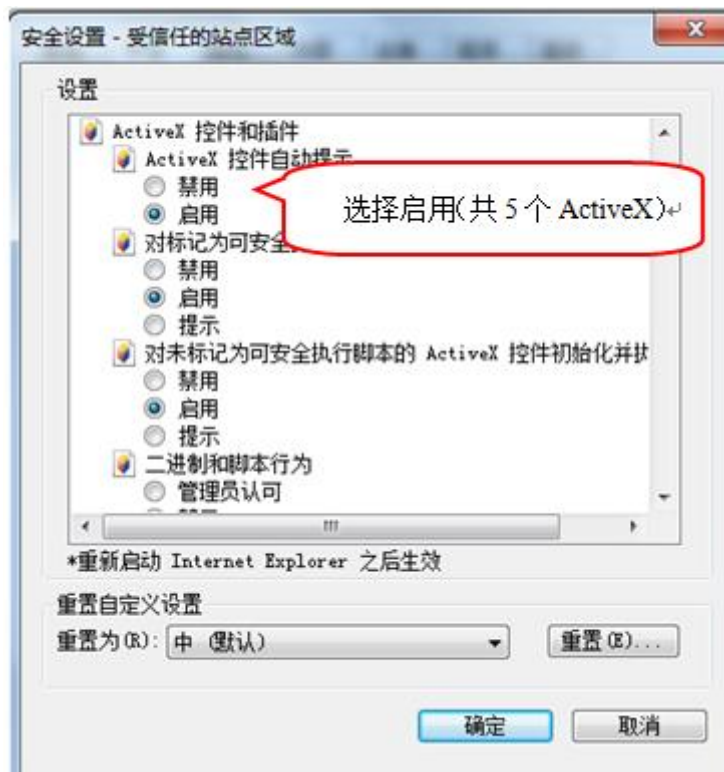 安全设置 - 受信任的站点区域
设置
ActiveX 控件和插件
ActiveX 控件自动提示
禁用
启用
选择启用(共 5 个 ActiveX)↵
对标记为可安全
禁用
启用
提示
对未标记为可安全执行脚本的 ActiveX 控件初始化并执
禁用
启用
提示
二进制和脚本行为
管理员认可
*重新启动 Internet Explorer 之后生效
重置自定义设置
重置为(R): 中 (默认)
重置(E)...
确定 取消